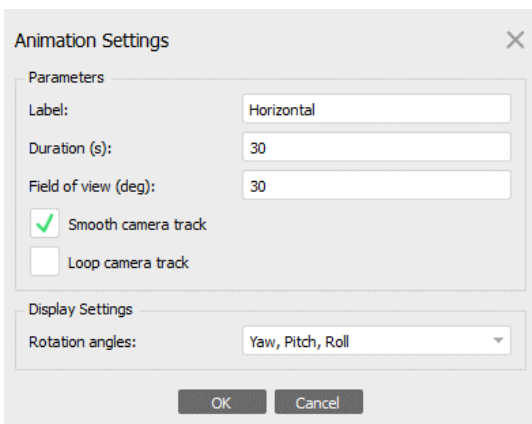 Animation Settings
Parameters
Label: Horizontal
Duration (s): 30
Field of view (deg): 30
Smooth camera track
Loop camera track
Display Settings
Rotation angles: Yaw, Pitch, Roll
OK Cancel